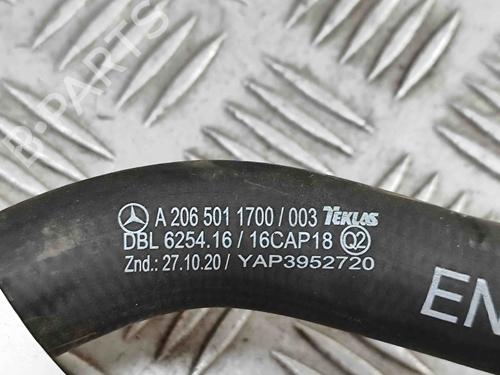 B-PARTS
A 206 501 1700 / 003 TEKLAS
DBL 6254.16 / 16CAP18 Q2
Znd.: 27.10.20 / YAP3952720
EN